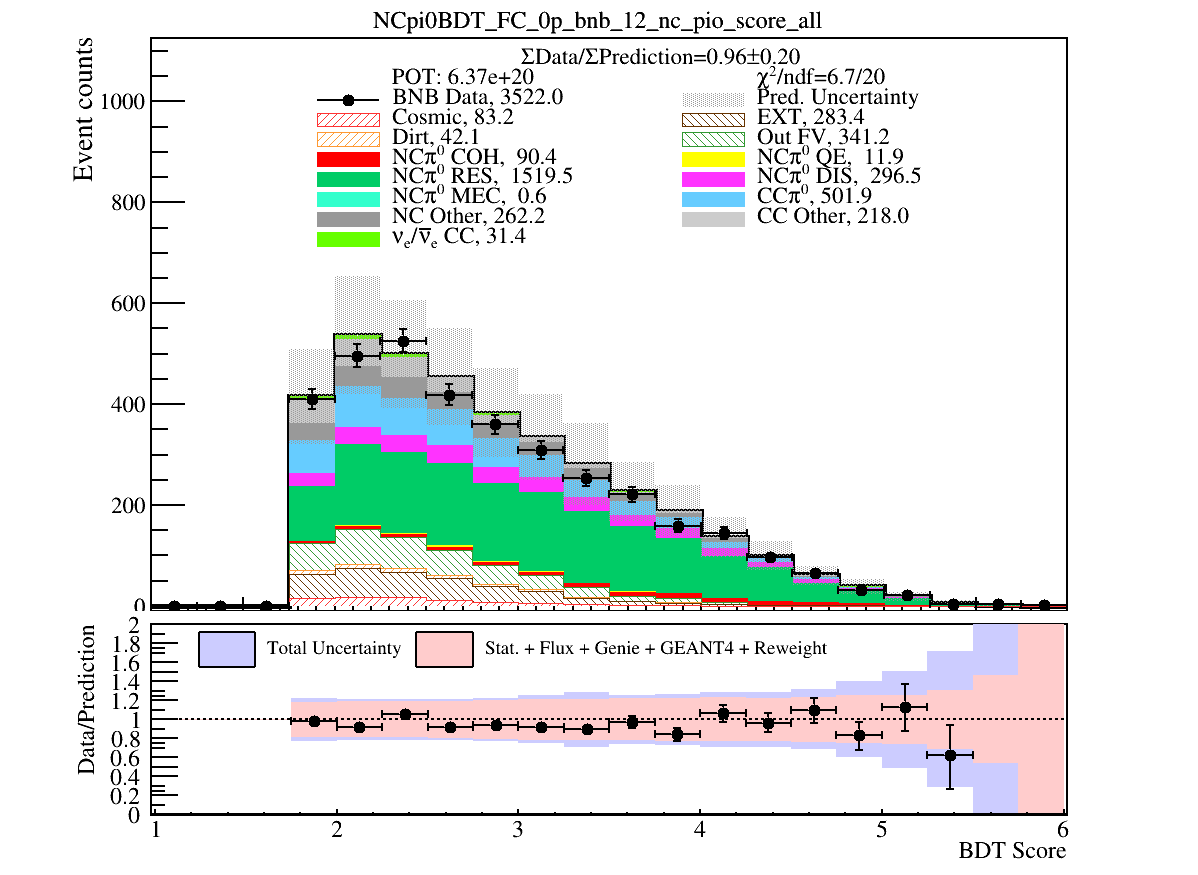 NCpi0BDT_FC_0p_bnb_12_nc_pio_score_all
ΣData/ΣPrediction=0.96±0.20
POT: 6.37e+20
χ²/ndf=6.7/20
BNB Data, 3522.0
Pred. Uncertainty
Cosmic, 83.2
EXT, 283.4
Dirt, 42.1
Out FV, 341.2
NCπ⁰ COH, 90.4
NCπ⁰ QE, 11.9
NCπ⁰ RES, 1519.5
NCπ⁰ DIS, 296.5
NCπ⁰ MEC, 0.6
CCπ⁰, 501.9
NC Other, 262.2
CC Other, 218.0
νₑ/ν̅ₑ CC, 31.4
Event counts
1000
800
600
400
200
0
Total Uncertainty
Stat. + Flux + Genie + GEANT4 + Reweight
Data/Prediction
2
1.8
1.6
1.4
1.2
1
0.8
0.6
0.4
0.2
0
1 2 3 4 5 6
BDT Score